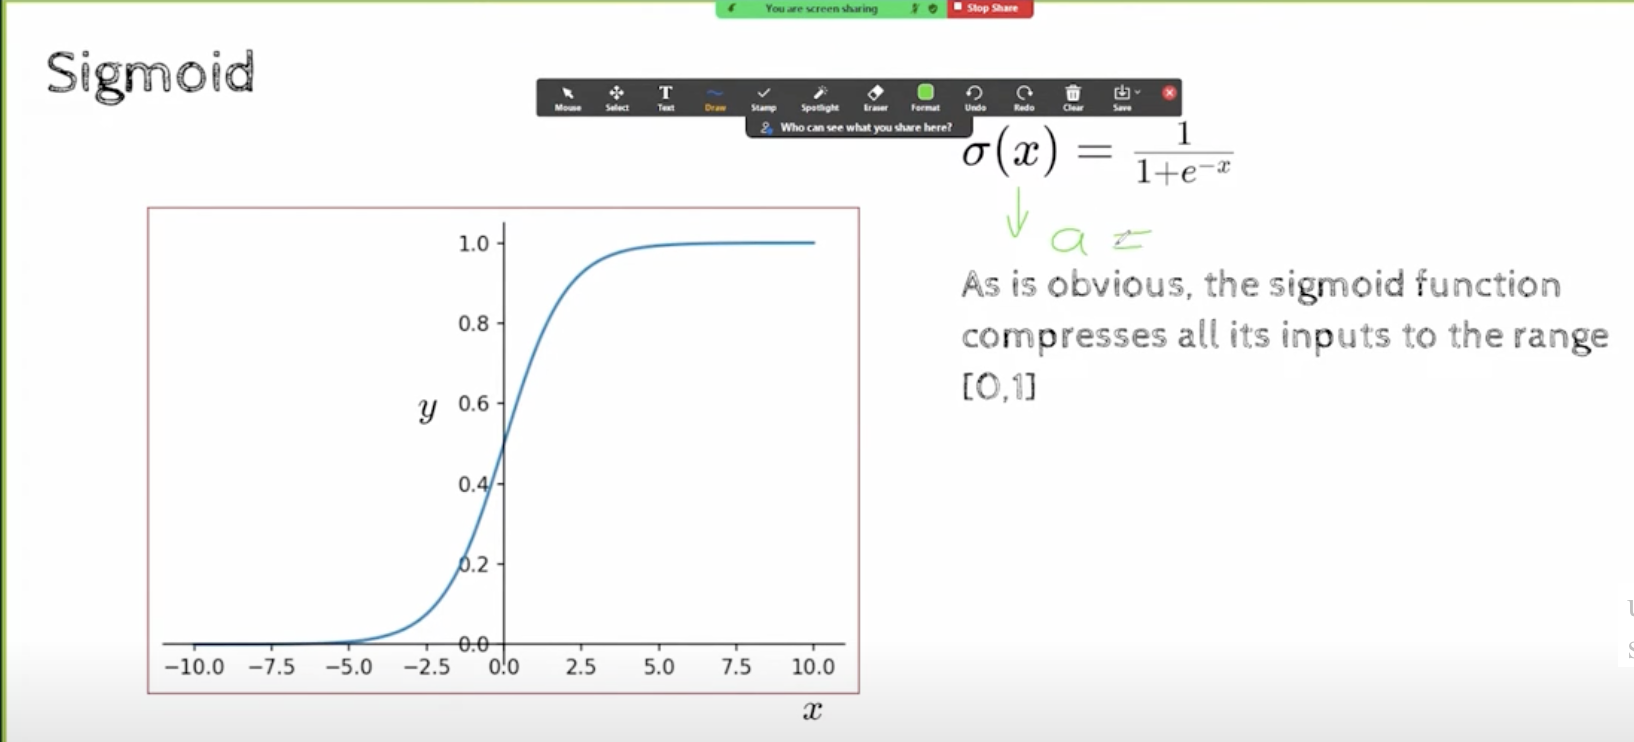 You are screen sharing
Stop Share
Sigmoid
Mouse Select Text Draw Stamp Spotlight Eraser Format Undo Redo Clear Save
Who can see what you share here?
σ(x) = 1/(1+e^{-x})
a =
As is obvious, the sigmoid function
compresses all its inputs to the range
[0,1]
1.0
0.8
y 0.6
0.4
0.2
0.0
−10.0 −7.5 −5.0 −2.5 0.0 2.5 5.0 7.5 10.0
x